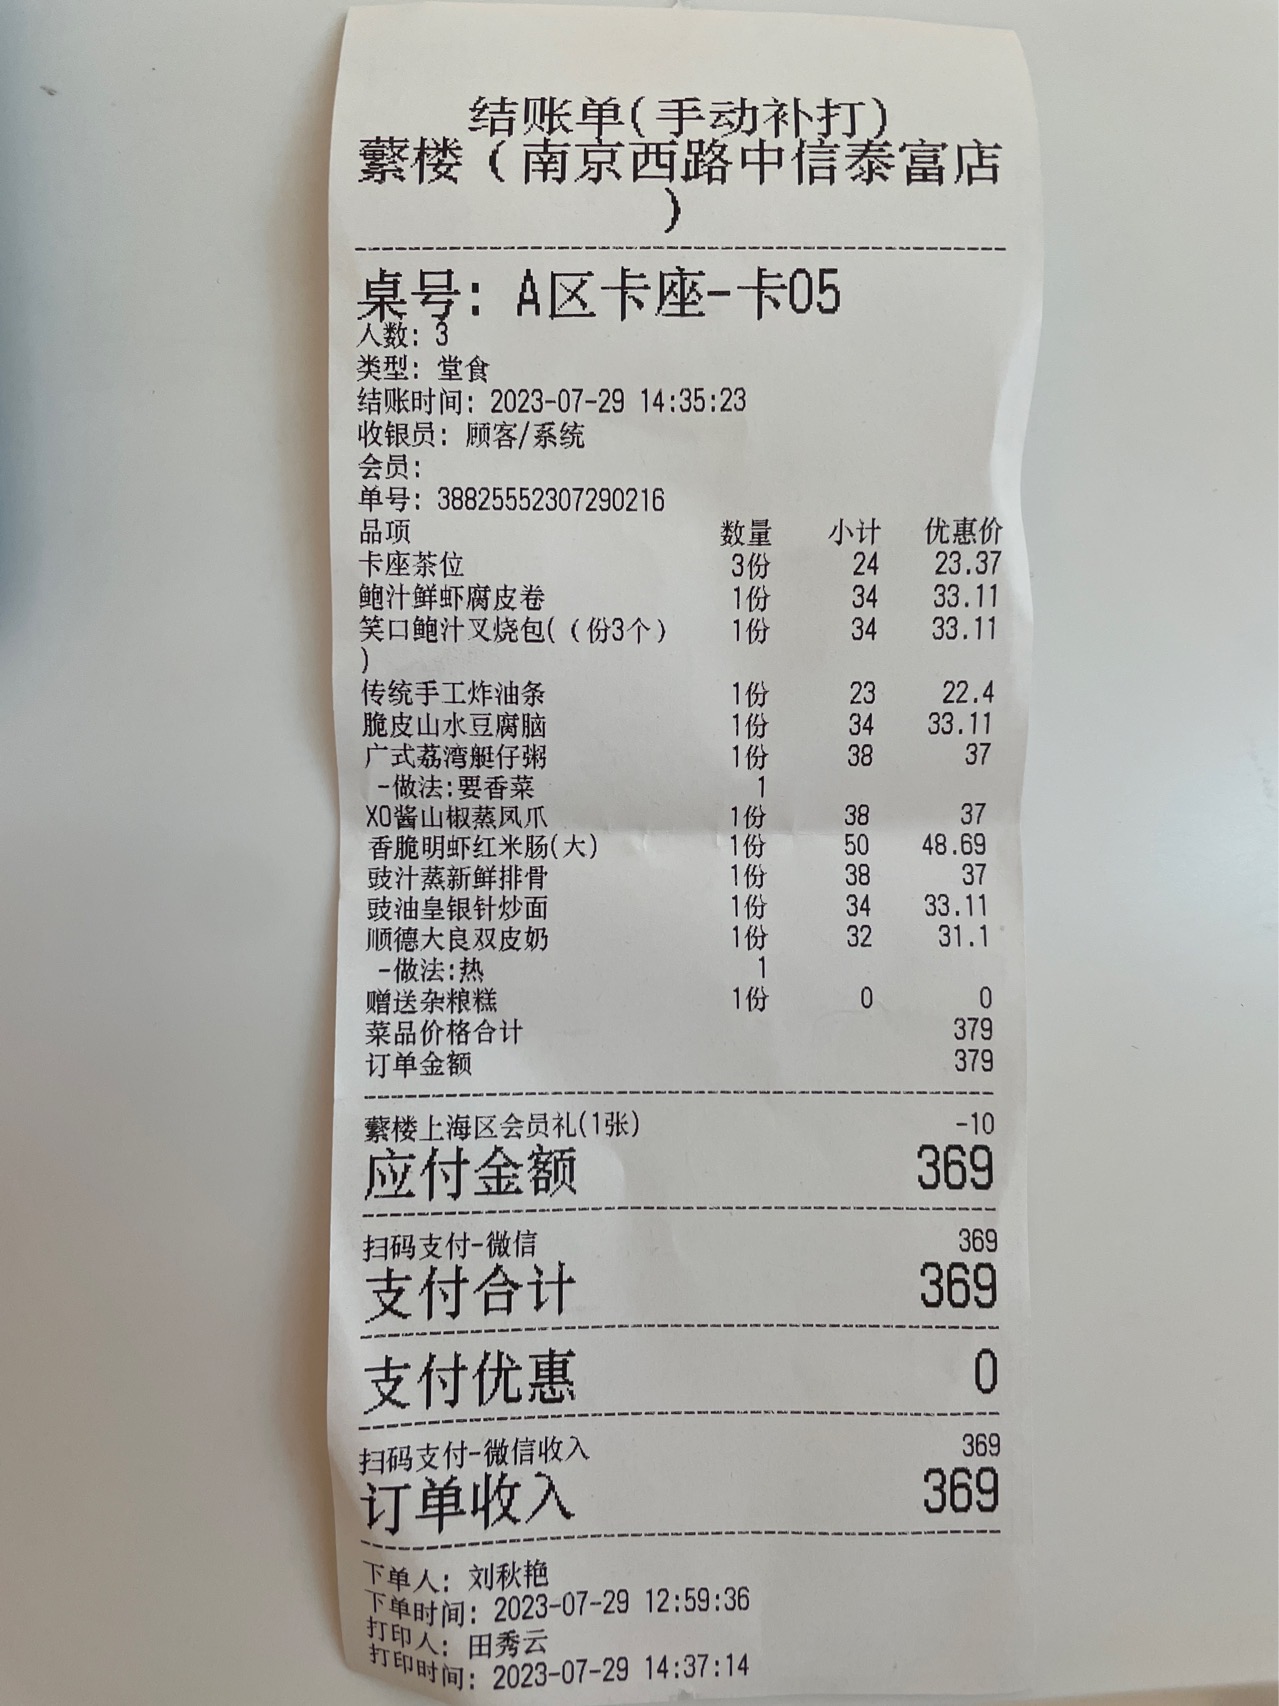 结账单(手动补打)
蘩楼（南京西路中信泰富店
）
桌号: A区卡座-卡05
人数: 3
类型: 堂食
结账时间: 2023-07-29 14:35:23
收银员: 顾客/系统
会员:
单号: 38825552307290216
品项 数量 小计 优惠价
卡座茶位 3份 24 23.37
鲍汁鲜虾腐皮卷 1份 34 33.11
笑口鲍汁叉烧包(（份3个） 1份 34 33.11
)
传统手工炸油条 1份 23 22.4
脆皮山水豆腐脑 1份 34 33.11
广式荔湾艇仔粥 1份 38 37
-做法:要香菜 1
XO酱山椒蒸凤爪 1份 38 37
香脆明虾红米肠(大) 1份 50 48.69
豉汁蒸新鲜排骨 1份 38 37
豉油皇银针炒面 1份 34 33.11
顺德大良双皮奶 1份 32 31.1
-做法:热 1
赠送杂粮糕 1份 0 0
菜品价格合计 379
订单金额 379
蘩楼上海区会员礼(1张) -10
应付金额 369
扫码支付-微信 369
支付合计 369
支付优惠 0
扫码支付-微信收入 369
订单收入 369
下单人: 刘秋艳
下单时间: 2023-07-29 12:59:36
打印人: 田秀云
打印时间: 2023-07-29 14:37:14